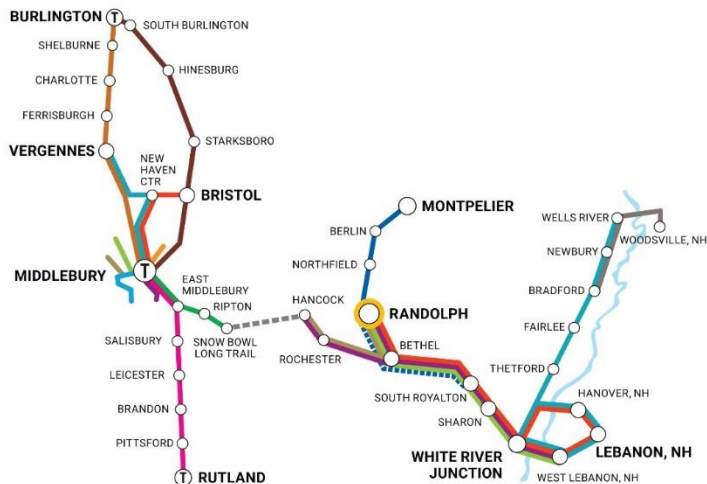 BURLINGTON
T
SOUTH BURLINGTON
SHELBURNE
HINESBURG
CHARLOTTE
FERRISBURGH
STARKSBORO
VERGENNES
NEW
HAVEN
CTR
BRISTOL
MIDDLEBURY
T
EAST
MIDDLEBURY
RIPTON
SNOW BOWL
LONG TRAIL
SALISBURY
LEICESTER
BRANDON
PITTSFORD
T
RUTLAND
MONTPELIER
BERLIN
NORTHFIELD
HANCOCK
RANDOLPH
ROCHESTER
BETHEL
SOUTH ROYALTON
SHARON
WHITE RIVER
JUNCTION
WELLS RIVER
WOODSVILLE, NH
NEWBURY
BRADFORD
FAIRLEE
THETFORD
HANOVER, NH
LEBANON, NH
WEST LEBANON, NH